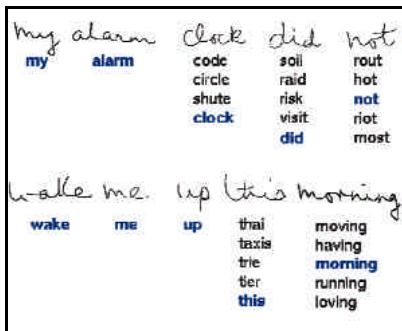 my alarm clock did not
my alarm code soil rout
circle raid hot
shute risk not
clock visit riot
did most
wake me. up this morning
wake me up thai moving
taxis having
trie morning
tier running
this loving